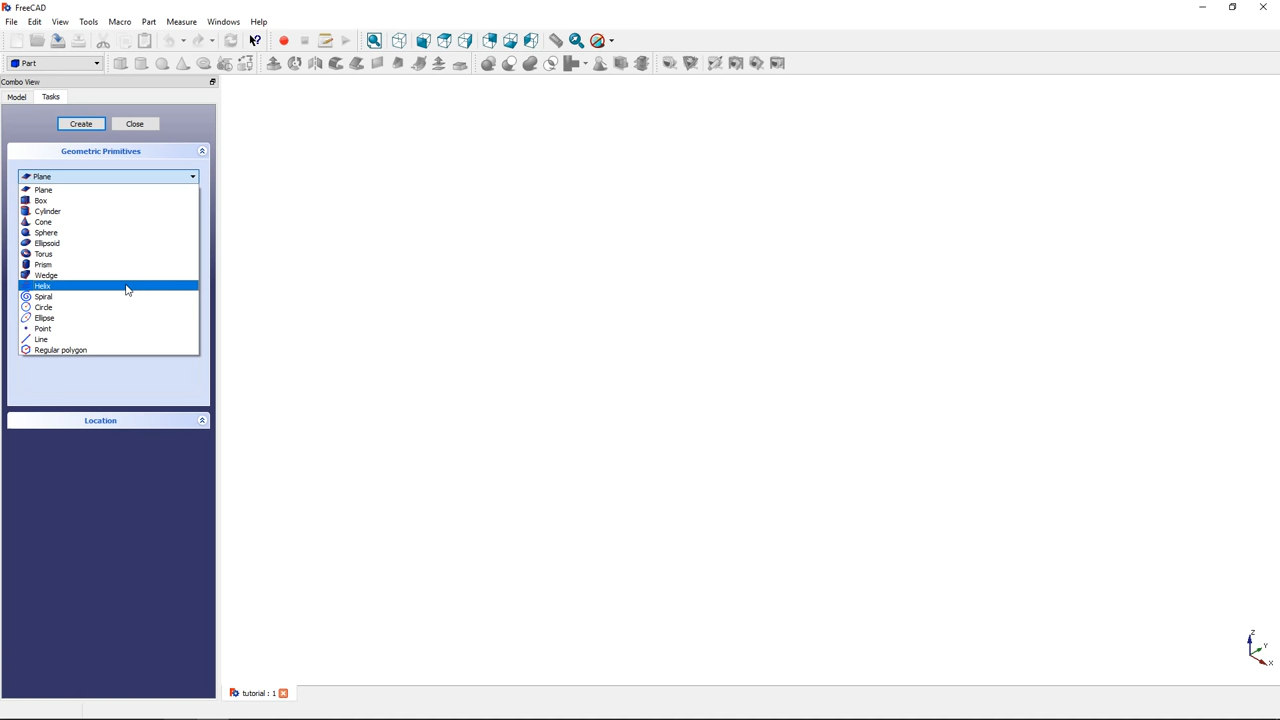 FreeCAD
File Edit View Tools Macro Part Measure Windows Help
Part
Combo View
Model Tasks
Create Close
Geometric Primitives
Plane
Plane
Box
Cylinder
Cone
Sphere
Ellipsoid
Torus
Prism
Wedge
Helix
Spiral
Circle
Ellipse
Point
Line
Regular polygon
Location
Z
Y
X
tutorial : 1